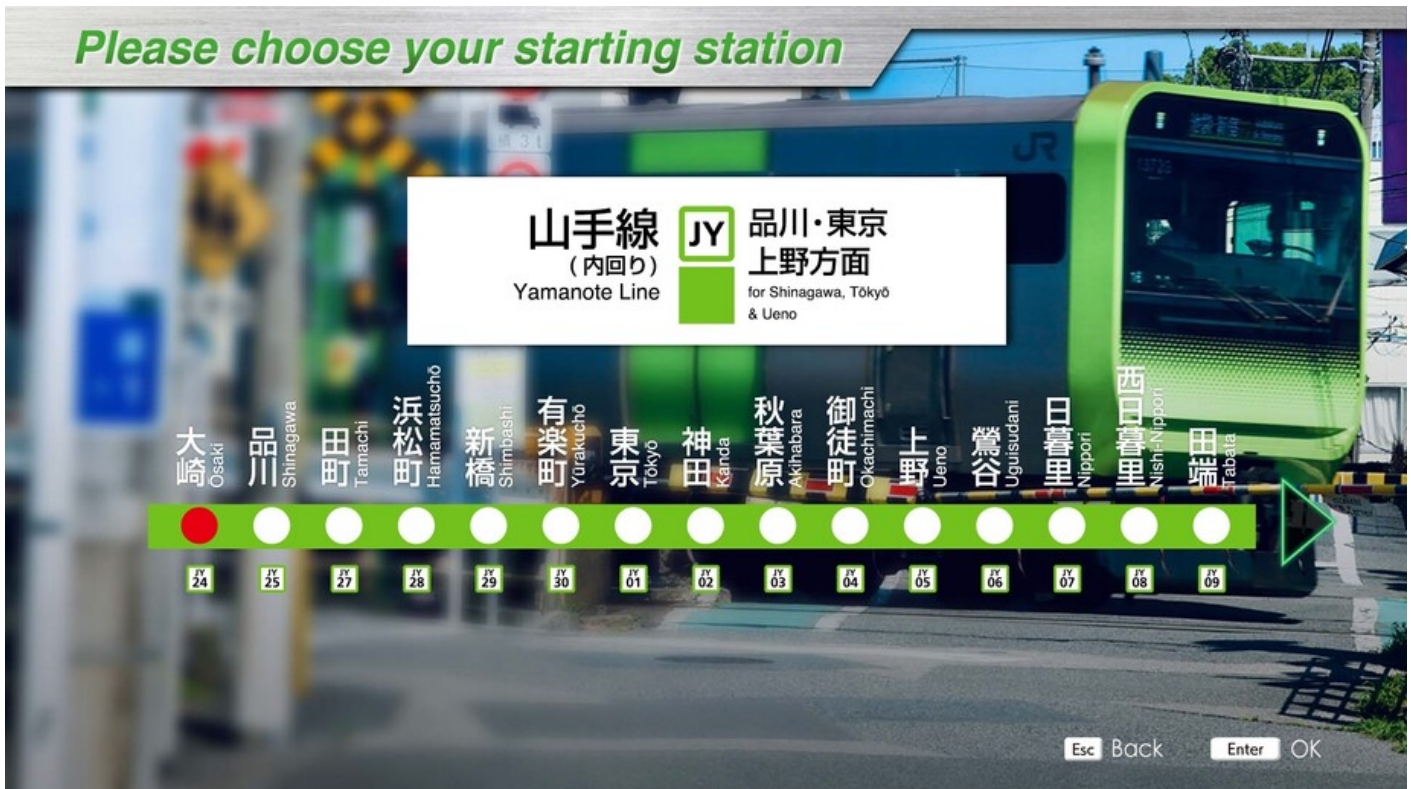 Please choose your starting station
JR
山手線
(内回り)
Yamanote Line
JY
品川・東京
上野方面
for Shinagawa, Tōkyō
& Ueno
大崎
Ōsaki
品川
Shinagawa
田町
Tamachi
浜松町
Hamamatsuchō
新橋
Shimbashi
有楽町
Yūrakuchō
東京
Tōkyō
神田
Kanda
秋葉原
Akihabara
御徒町
Okachimachi
上野
Ueno
鶯谷
Uguisudani
日暮里
Nippori
西日暮里
Nishi-Nippori
田端
Tabata
JY 24
JY 25
JY 27
JY 28
JY 29
JY 30
JY 01
JY 02
JY 03
JY 04
JY 05
JY 06
JY 07
JY 08
JY 09
Esc Back
Enter OK